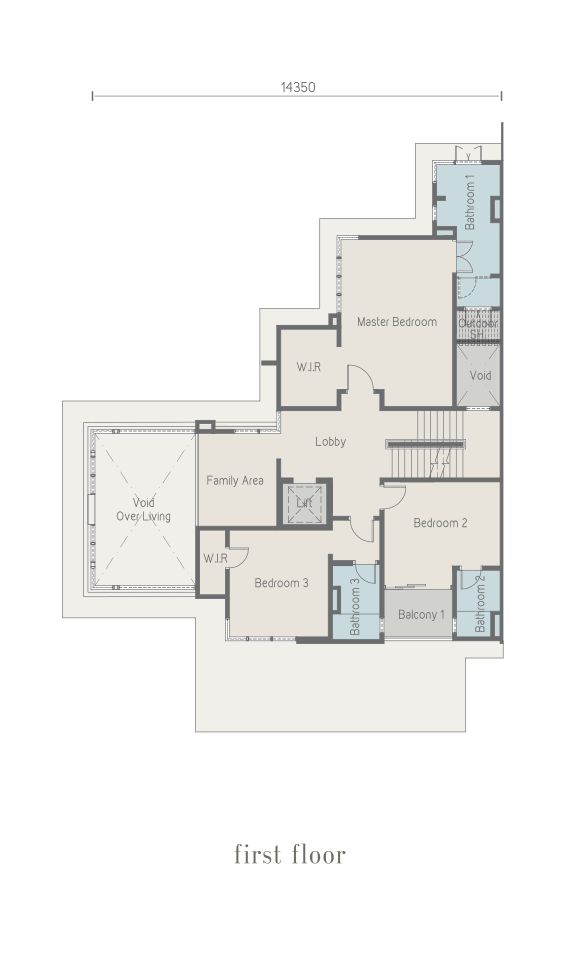 14350
Bathroom 1
Master Bedroom
Outdoor
SH.
W.I.R
Void
Lobby
Family Area
Void
Over Living
Lift
Bedroom 2
W.I.R
Bedroom 3
Bathroom 3
Balcony 1
Bathroom 2
first floor